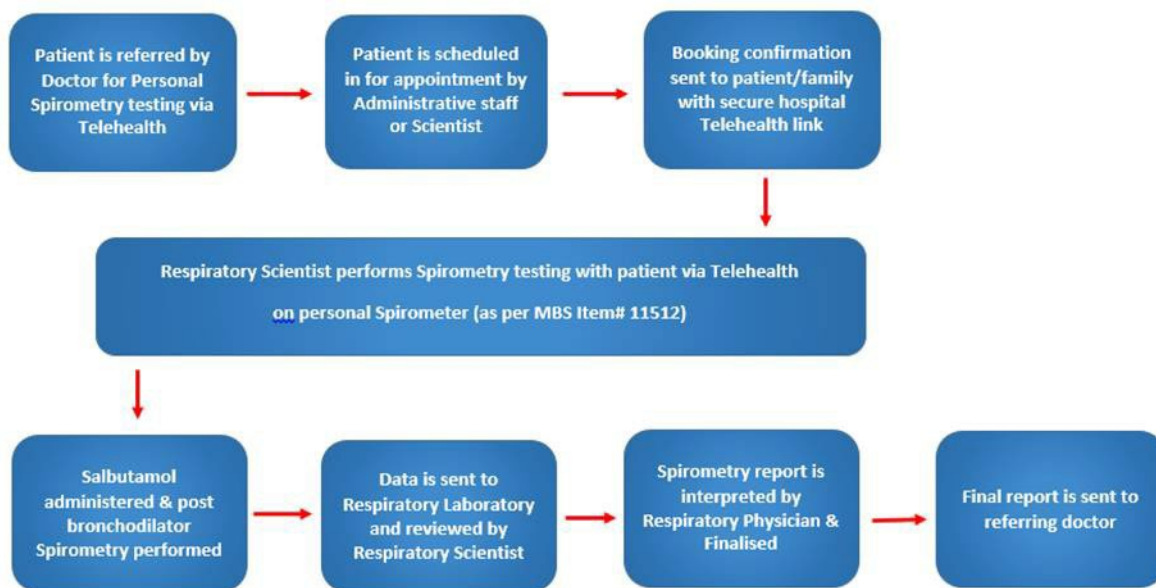 Patient is referred by
Doctor for Personal
Spirometry testing via
Telehealth
Patient is scheduled
in for appointment by
Administrative staff
or Scientist
Booking confirmation
sent to patient/family
with secure hospital
Telehealth link
Respiratory Scientist performs Spirometry testing with patient via Telehealth
on personal Spirometer (as per MBS Item# 11512)
Salbutamol
administered & post
bronchodilator
Spirometry performed
Data is sent to
Respiratory Laboratory
and reviewed by
Respiratory Scientist
Spirometry report is
interpreted by
Respiratory Physician &
Finalised
Final report is sent to
referring doctor